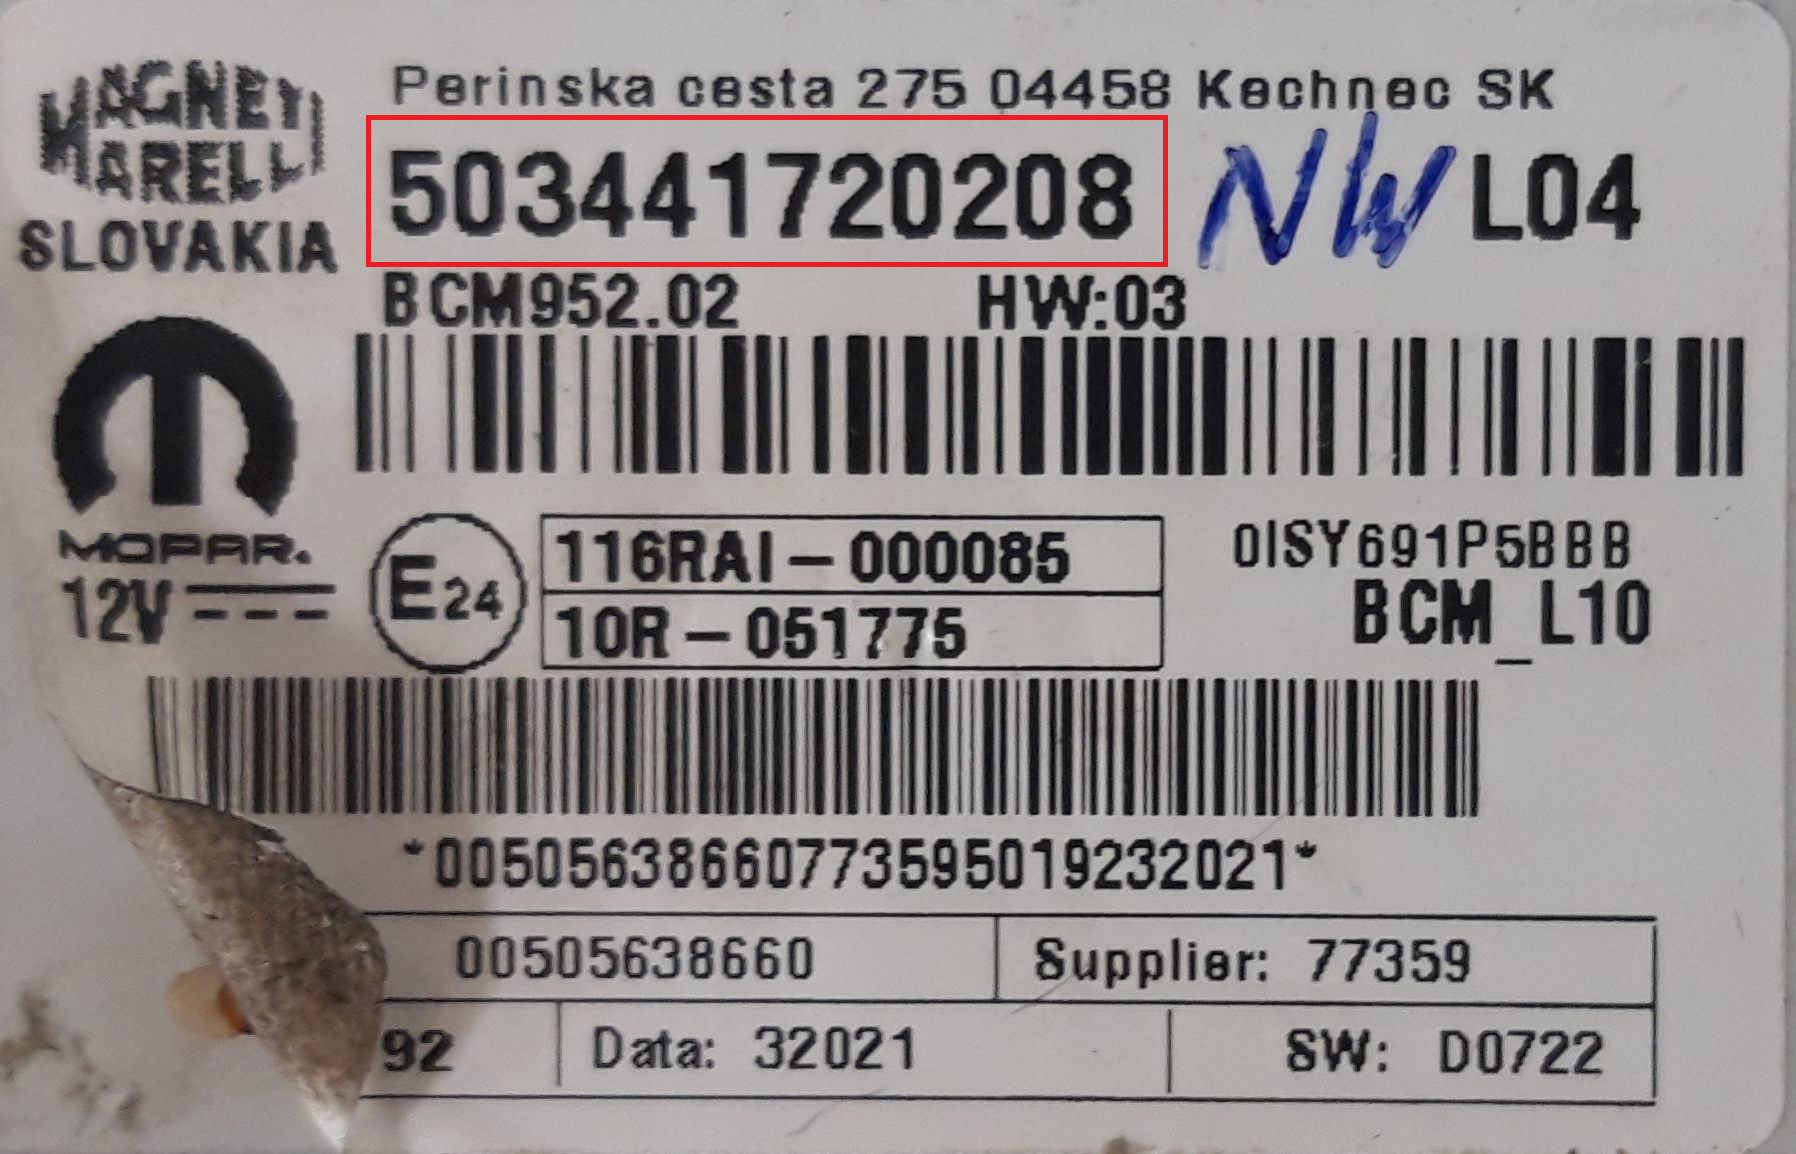 MAGNETI
MARELLI
SLOVAKIA
Perinska cesta 275 04458 Kechnec SK
503441720208 NW L04
BCM952.02 HW:03
MOPAR.
12V
E24
116RAI-000085
10R-051775
0ISY691P5BBB
BCM_L10
*00505638660773595019232021*
00505638660 Supplier: 77359
92 Data: 32021 SW: D0722